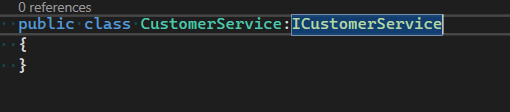 0 references
public class CustomerService:ICustomerService
{
}